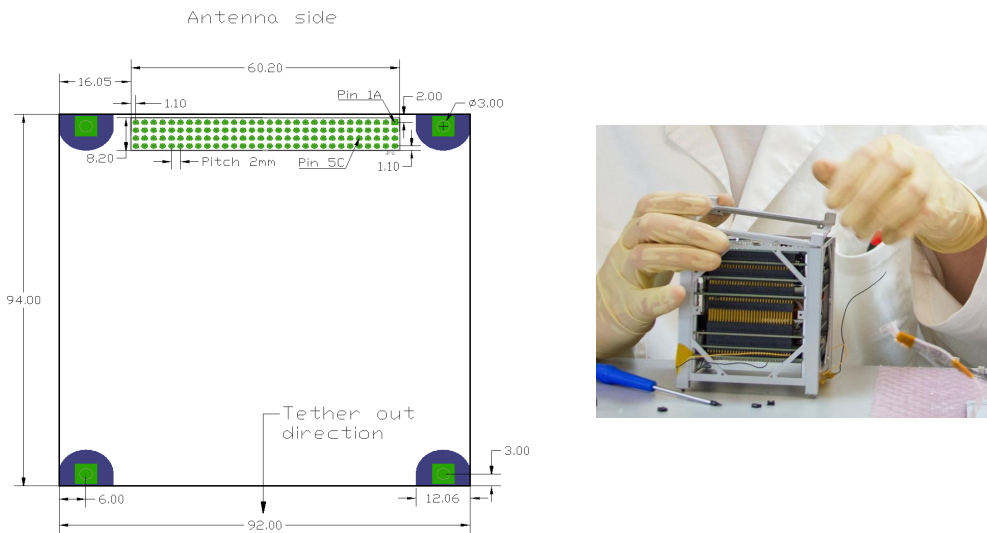 Antenna side
60.20
16.05
Pin 1A
2.00
1.10
ø3.00
8.20
Pitch 2mm
Pin 5C
1.10
94.00
Tether out
direction
3.00
6.00
12.06
92.00